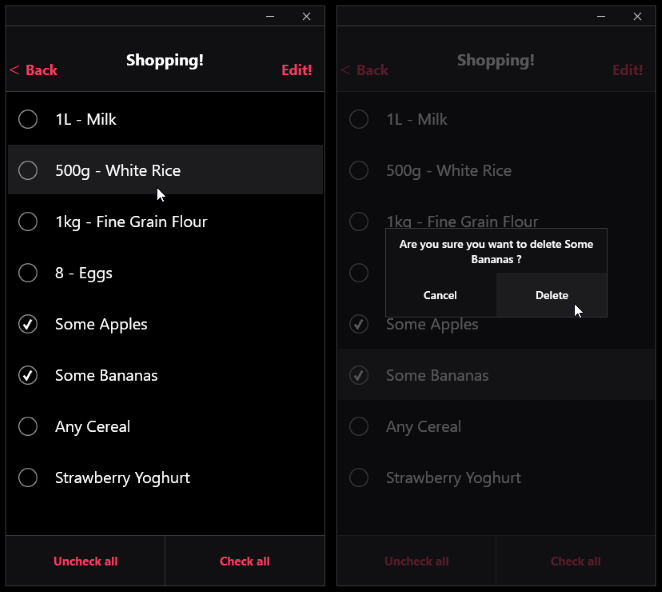 Shopping!
< Back
Edit!
1L - Milk
500g - White Rice
1kg - Fine Grain Flour
8 - Eggs
Some Apples
Some Bananas
Any Cereal
Strawberry Yoghurt
Uncheck all
Check all
Shopping!
< Back
Edit!
1L - Milk
500g - White Rice
1kg - Fine Grain Flour
Are you sure you want to delete Some
Bananas ?
Cancel
Delete
Some Apples
Some Bananas
Any Cereal
Strawberry Yoghurt
Uncheck all
Check all